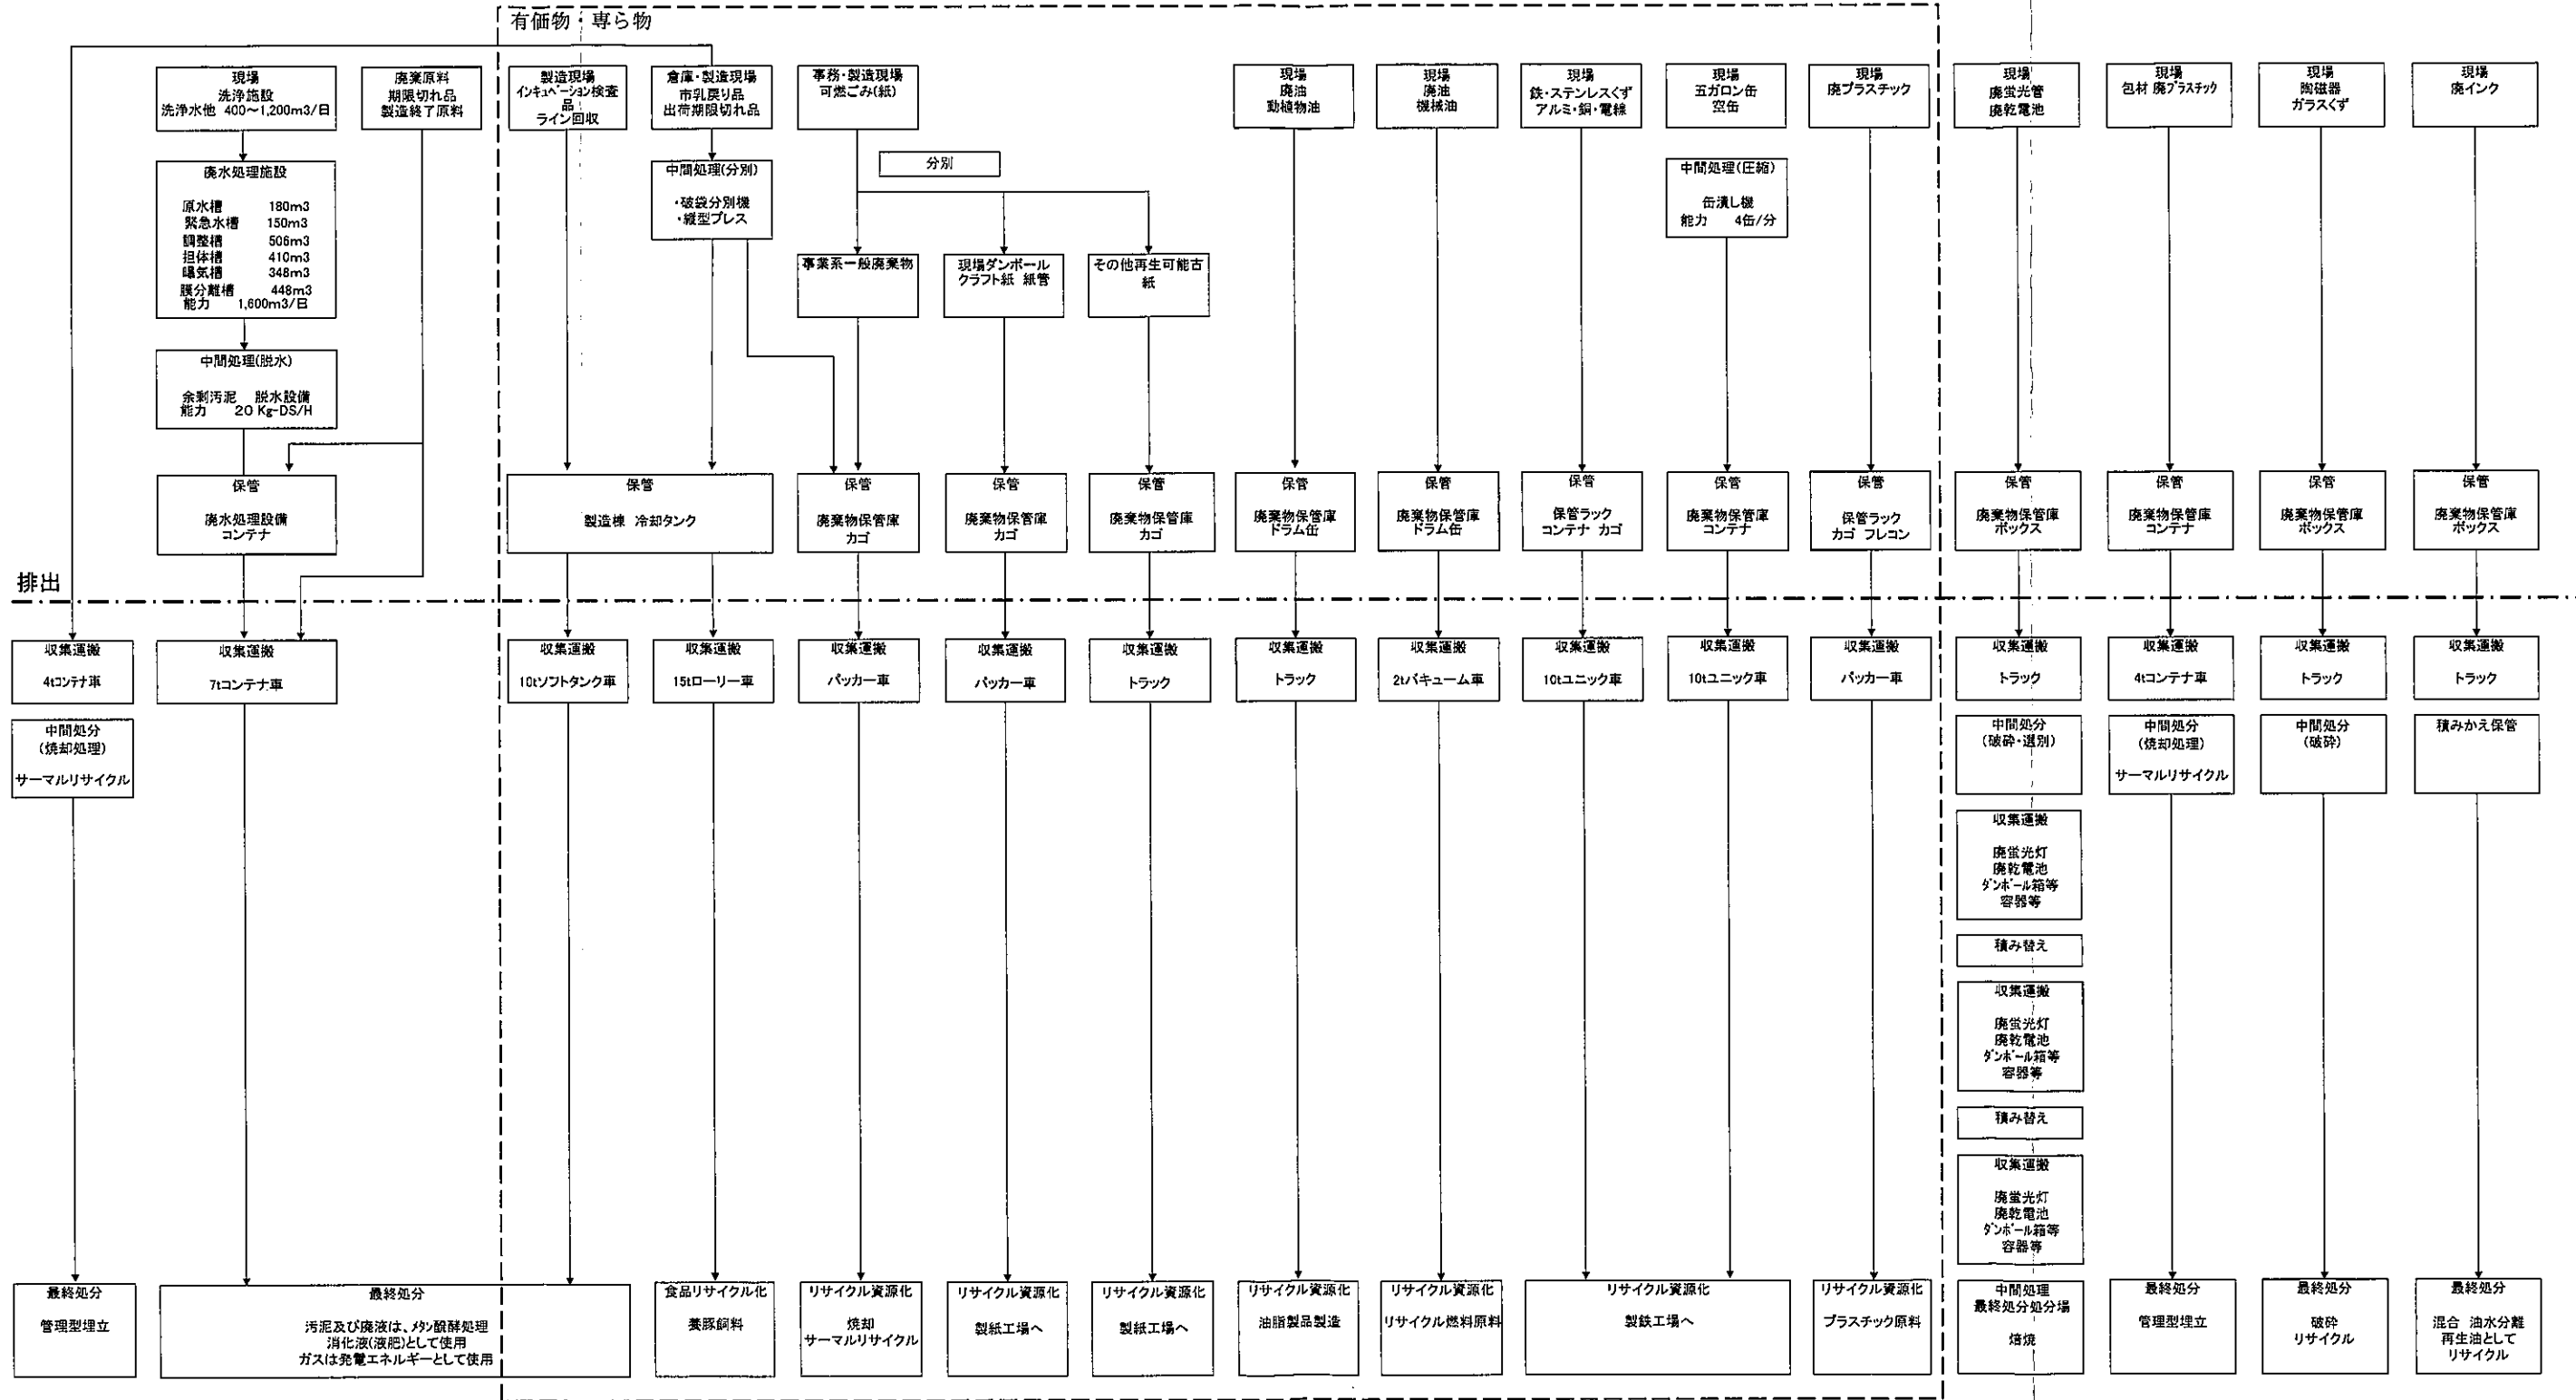 有価物・専ら物
現場
洗浄施設
洗浄水他 400～1,200m3/日
廃棄原料
期限切れ品
製造終了原料
製造現場
インキュベーション検査
品
ライン回収
倉庫・製造現場
市乳戻り品
出荷期限切れ品
事務・製造現場
可燃ごみ(紙)
現場
廃油
動植物油
現場
廃油
機械油
現場
鉄・ステンレスくず
アルミ・銅・電線
現場
五ガロン缶
空缶
現場
廃プラスチック
現場
廃蛍光管
廃乾電池
現場
包材 廃プラスチック
現場
陶磁器
ガラスくず
現場
廃インク
廃水処理施設
原水槽 180m3
緊急水槽 150m3
調整槽 506m3
担体槽 410m3
曝気槽 348m3
膜分離槽 448m3
能力 1,600m3/日
中間処理(分別)
・破袋分別機
・縦型プレス
分別
中間処理(圧縮)
缶潰し機
能力 4缶/分
事業系一般廃棄物
現場ダンボール
クラフト紙 紙管
その他再生可能古
紙
中間処理(脱水)
余剰汚泥 脱水設備
能力 20 Kg-DS/H
保管
廃水処理設備
コンテナ
保管
製造棟 冷却タンク
保管
廃棄物保管庫
カゴ
保管
廃棄物保管庫
カゴ
保管
廃棄物保管庫
カゴ
保管
廃棄物保管庫
ドラム缶
保管
廃棄物保管庫
ドラム缶
保管
保管ラック
コンテナ カゴ
保管
廃棄物保管庫
コンテナ
保管
保管ラック
カゴ フレコン
保管
廃棄物保管庫
ボックス
保管
廃棄物保管庫
コンテナ
保管
廃棄物保管庫
ボックス
保管
廃棄物保管庫
ボックス
排出
収集運搬
4tコンテナ車
収集運搬
7tコンテナ車
収集運搬
10tソフトタンク車
収集運搬
15tローリー車
収集運搬
パッカー車
収集運搬
パッカー車
収集運搬
トラック
収集運搬
トラック
収集運搬
2tバキューム車
収集運搬
10tユニック車
収集運搬
10tユニック車
収集運搬
パッカー車
収集運搬
トラック
収集運搬
4tコンテナ車
収集運搬
トラック
収集運搬
トラック
中間処分
(焼却処理)
サーマルリサイクル
中間処分
(破砕・選別)
中間処分
(焼却処理)
サーマルリサイクル
中間処分
(破砕)
積みかえ保管
収集運搬
廃蛍光灯
廃乾電池
ダンボール箱等
容器等
積み替え
収集運搬
廃蛍光灯
廃乾電池
ダンボール箱等
容器等
積み替え
収集運搬
廃蛍光灯
廃乾電池
ダンボール箱等
容器等
最終処分
管理型埋立
最終処分
汚泥及び廃液は、メタン醗酵処理
消化液(液肥)として使用
ガスは発電エネルギーとして使用
食品リサイクル化
養豚飼料
リサイクル資源化
焼却
サーマルリサイクル
リサイクル資源化
製紙工場へ
リサイクル資源化
製紙工場へ
リサイクル資源化
油脂製品製造
リサイクル資源化
リサイクル燃料原料
リサイクル資源化
製鉄工場へ
リサイクル資源化
プラスチック原料
中間処理
最終処分処分場
焙焼
最終処分
管理型埋立
最終処分
破砕
リサイクル
最終処分
混合 油水分離
再生油として
リサイクル